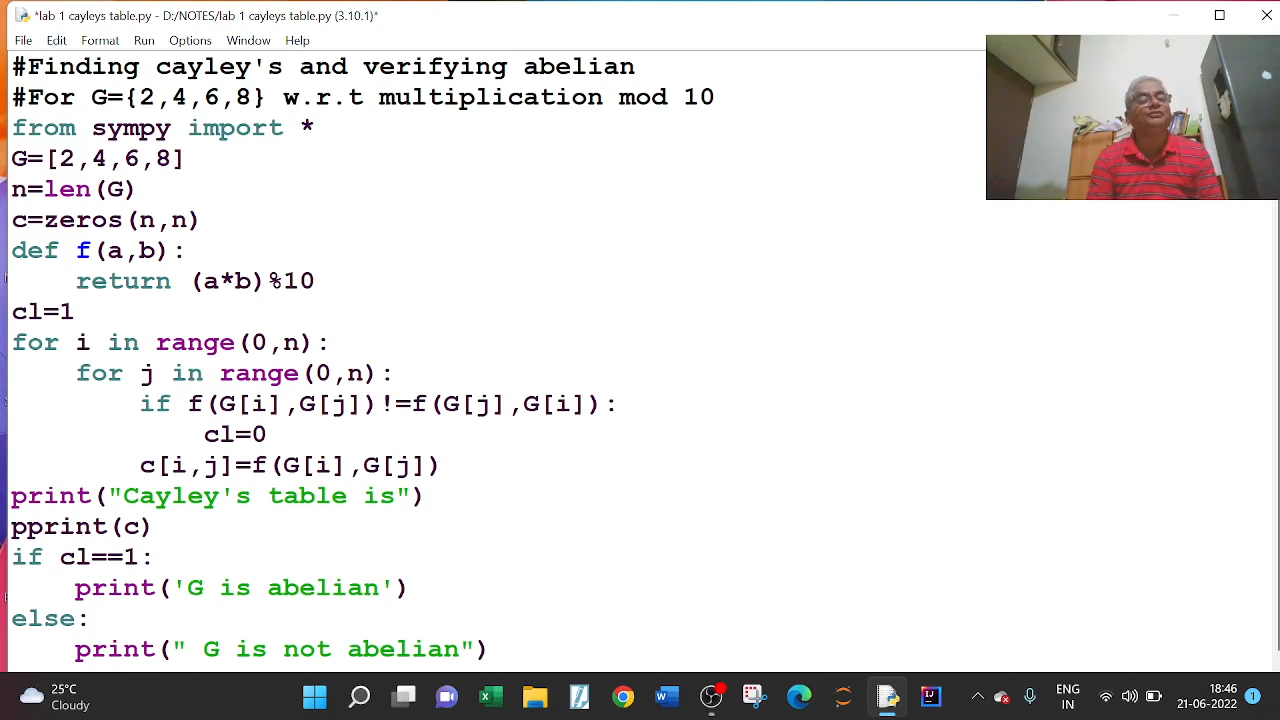 *lab 1 cayleys table.py - D:/NOTES/lab 1 cayleys table.py (3.10.1)*
File Edit Format Run Options Window Help
#Finding cayley's and verifying abelian
#For G={2,4,6,8} w.r.t multiplication mod 10
from sympy import *
G=[2,4,6,8]
n=len(G)
c=zeros(n,n)
def f(a,b):
    return (a*b)%10
cl=1
for i in range(0,n):
    for j in range(0,n):
        if f(G[i],G[j])!=f(G[j],G[i]):
            cl=0
        c[i,j]=f(G[i],G[j])
print("Cayley's table is")
pprint(c)
if cl==1:
    print('G is abelian')
else:
    print(" G is not abelian")
25°C
Cloudy
ENG
IN
18:46
21-06-2022
1